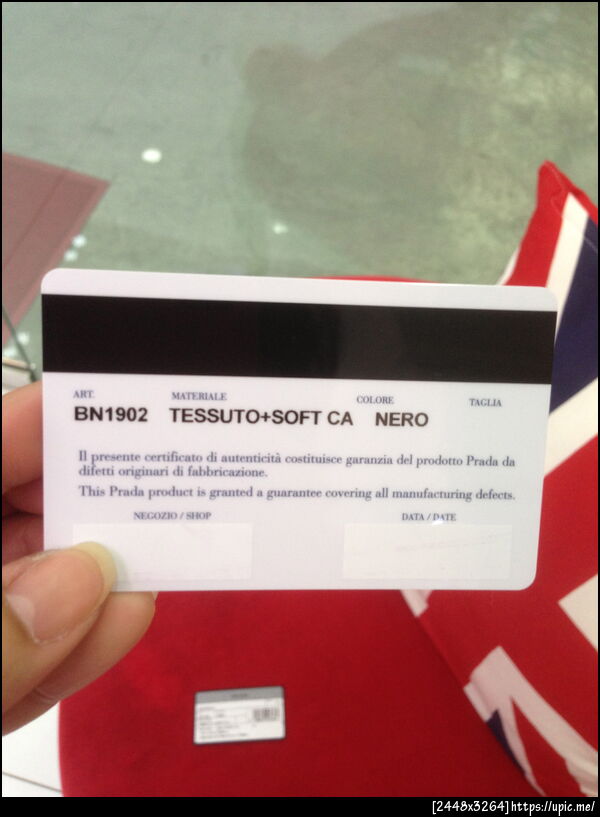 ART. MATERIALE COLORE TAGLIA
BN1902 TESSUTO+SOFT CA NERO
Il presente certificato di autenticità costituisce garanzia del prodotto Prada da
difetti originari di fabbricazione.
This Prada product is granted a guarantee covering all manufacturing defects.
NEGOZIO / SHOP DATA / DATE
[2448x3264]https://upic.me/